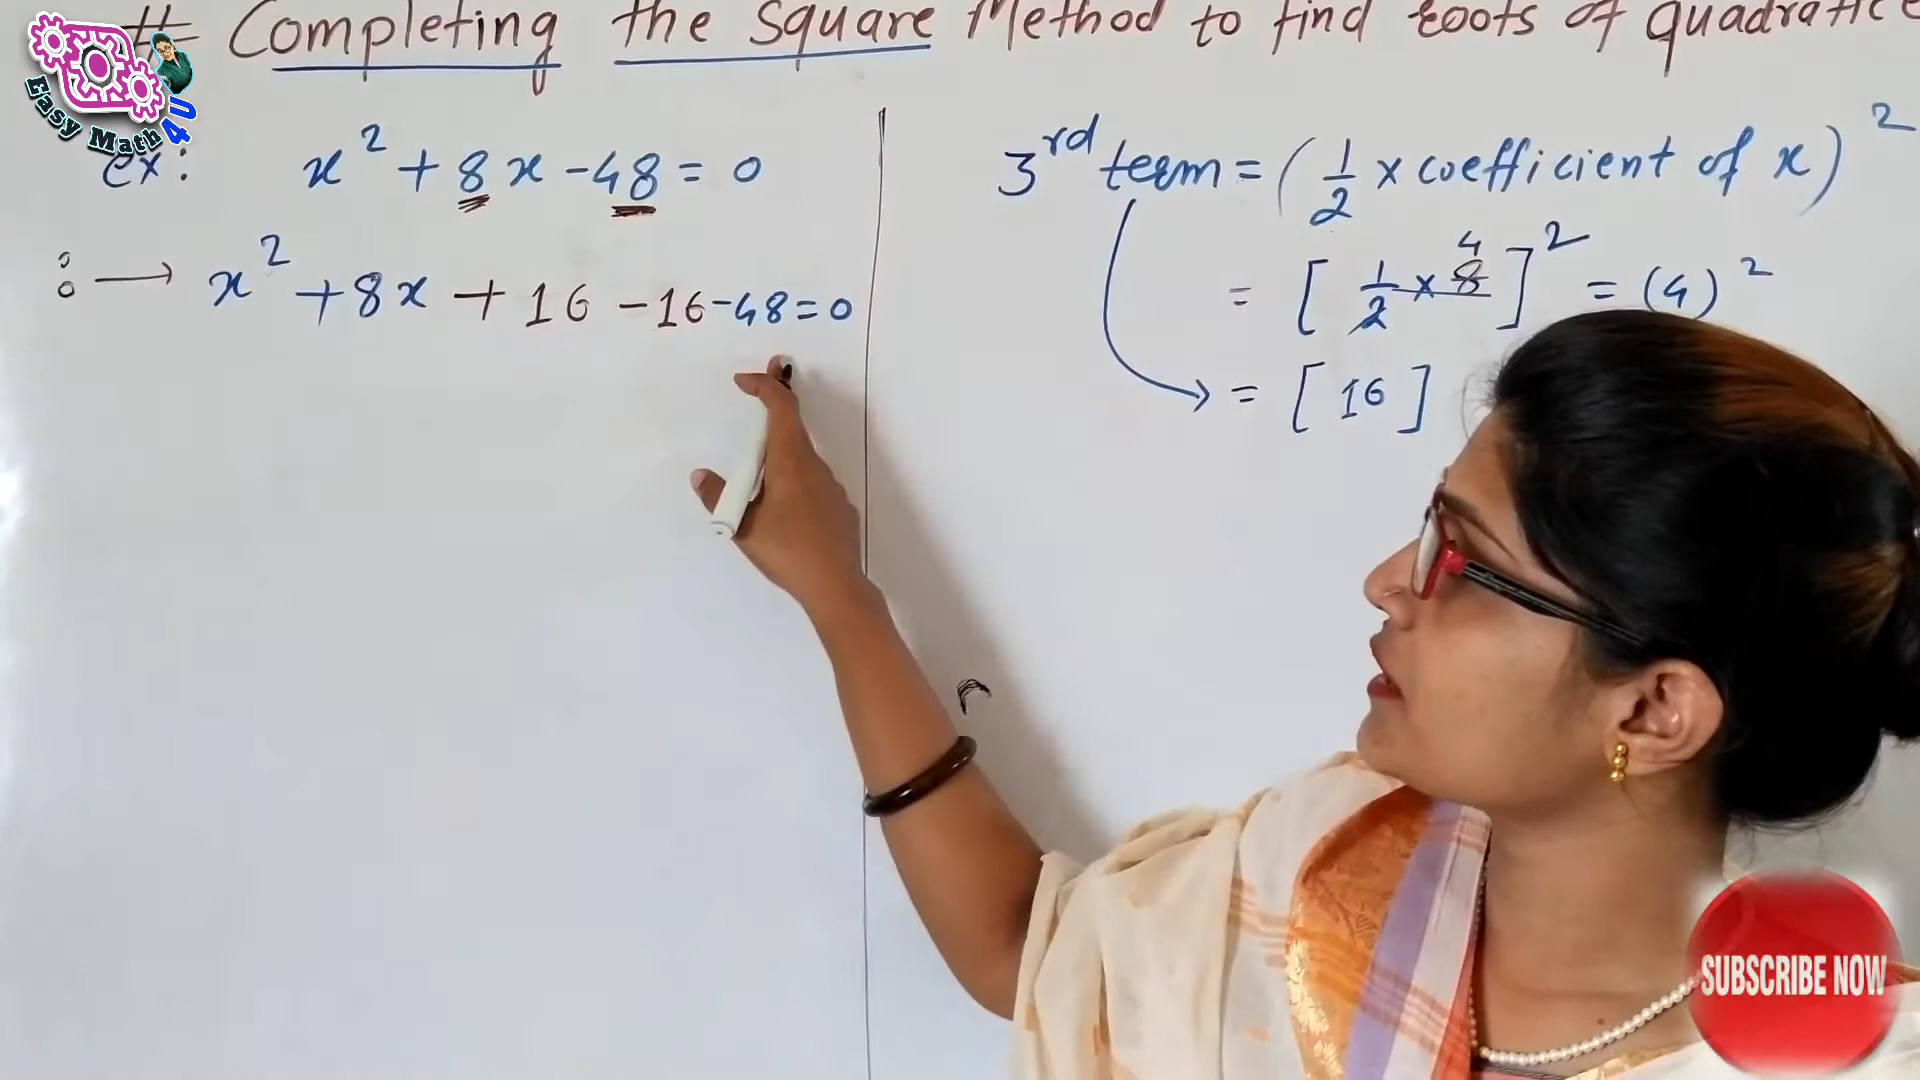 # Completing the Square Method to find roots of quadratic
Easy Math 4U
ex: x² + 8x - 48 = 0
∴ → x² + 8x + 16 - 16 - 48 = 0
3rd term = (1/2 × coefficient of x)²
= [1/2 × 8]² 4 = (4)²
= [16]
SUBSCRIBE NOW